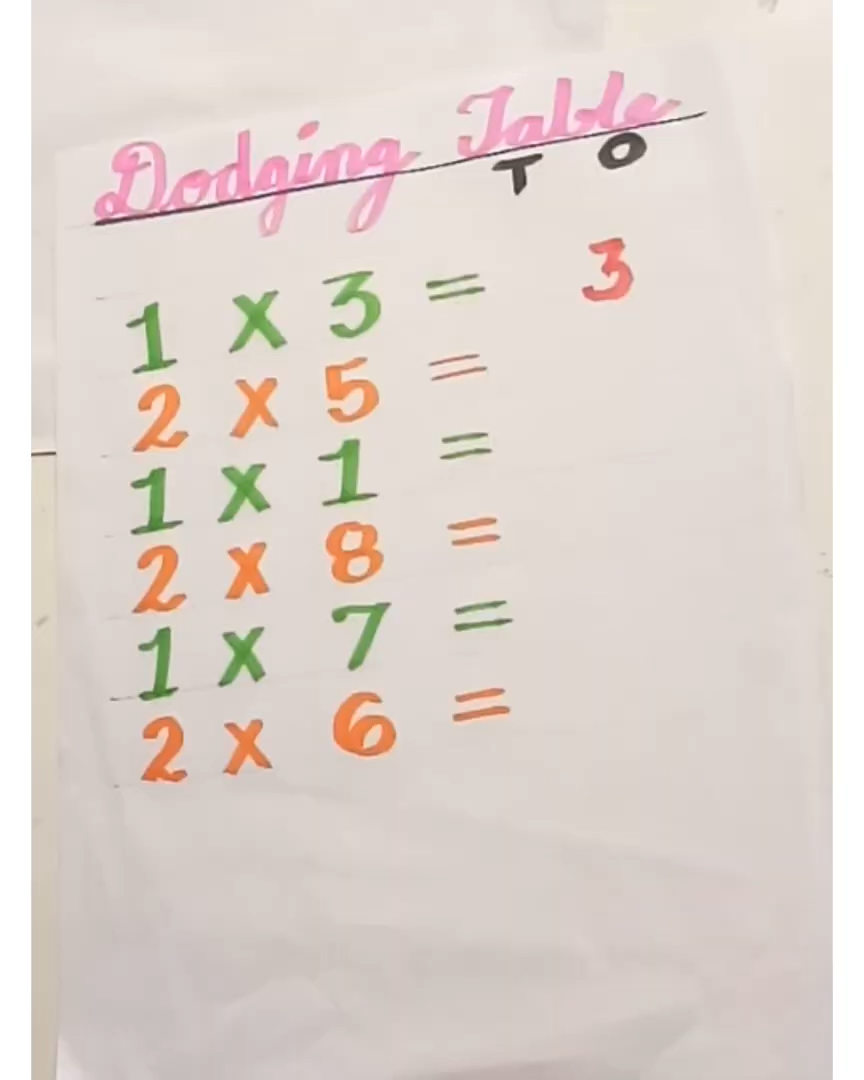 Dodging Table
T O
1 x 3 = 3
2 x 5 =
1 x 1 =
2 x 8 =
1 x 7 =
2 x 6 =